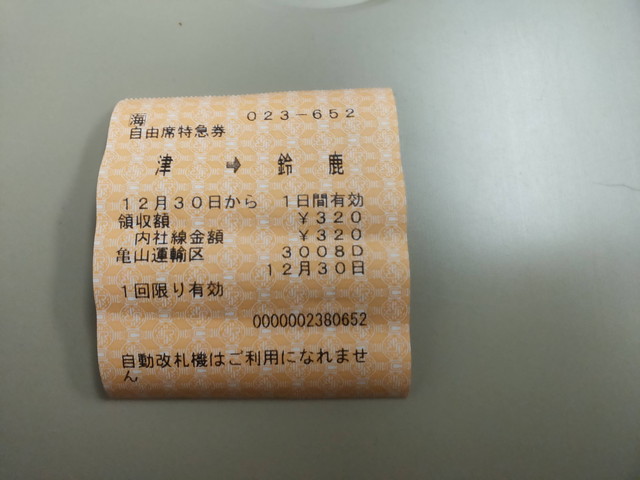 海 023-652
自由席特急券
津 ➡ 鈴鹿
12月30日から 1日間有効
領収額 ¥320
内社線金額 ¥320
亀山運輸区 3008D
12月30日
1回限り有効
0000002380652
自動改札機はご利用になれませ
ん